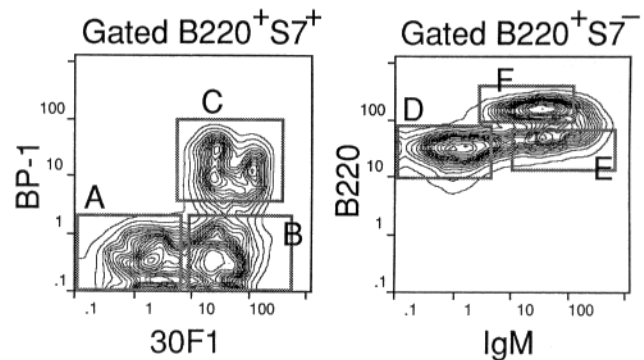 Gated B220+S7+
BP-1
100
10
1
.1
C
A
B
.1 1 10 100
30F1
Gated B220+S7-
B220
100
10
1
.1
F
D
E
.1 1 10 100
IgM